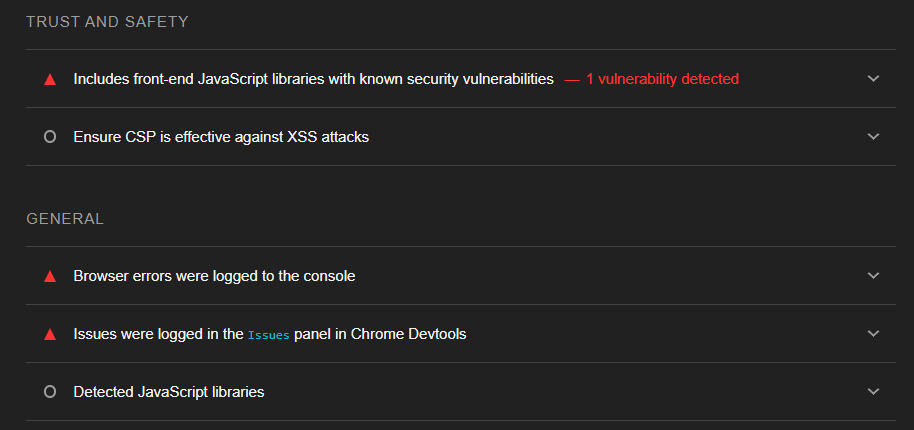 TRUST AND SAFETY
Includes front-end JavaScript libraries with known security vulnerabilities — 1 vulnerability detected
Ensure CSP is effective against XSS attacks
GENERAL
Browser errors were logged to the console
Issues were logged in the Issues panel in Chrome Devtools
Detected JavaScript libraries